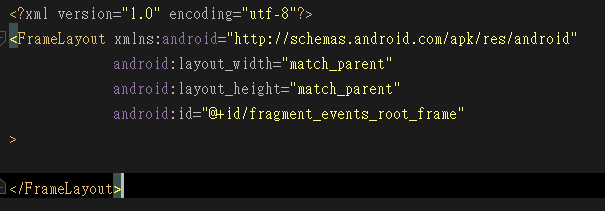 <?xml version="1.0" encoding="utf-8"?>
<FrameLayout xmlns:android="http://schemas.android.com/apk/res/android"
android:layout_width="match_parent"
android:layout_height="match_parent"
android:id="@+id/fragment_events_root_frame"
>
</FrameLayout>